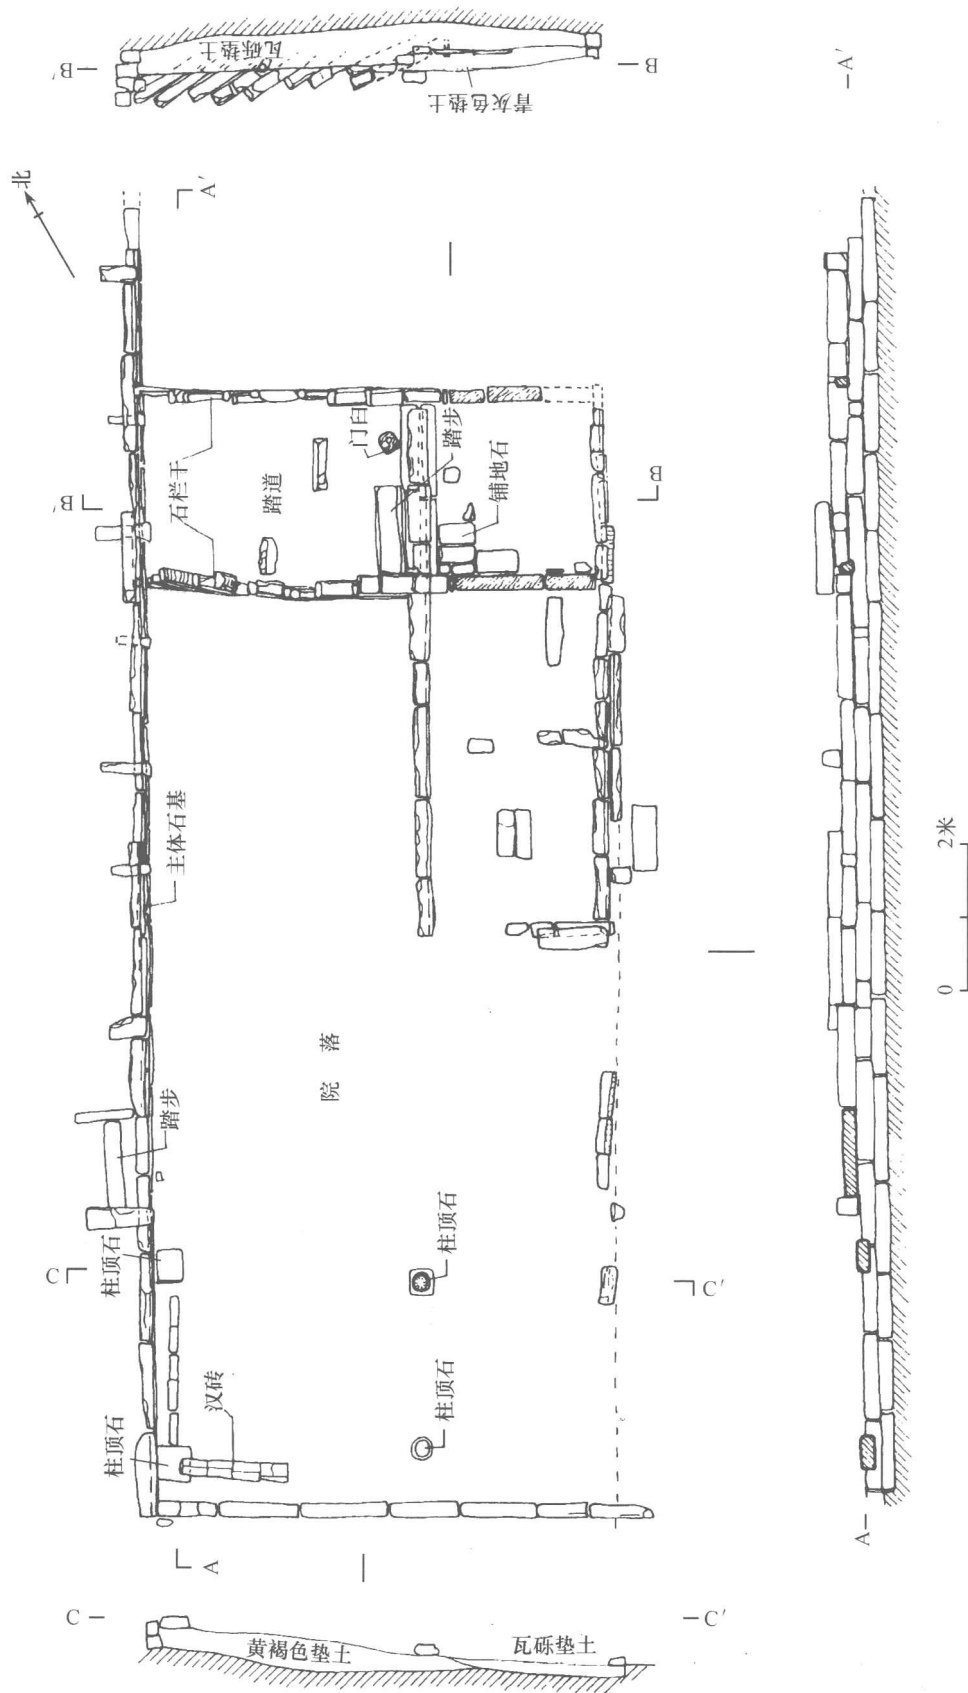 B′
瓦砾垫土
青灰色垫土
B
A′
北
A′
B′
石栏干
踏道
门臼
踏步
铺地石
B
主体石基
院落
踏步
柱顶石
C
柱顶石
C′
汉砖
柱顶石
柱顶石
A
A
0
2米
C
黄褐色垫土
瓦砾垫土
C′